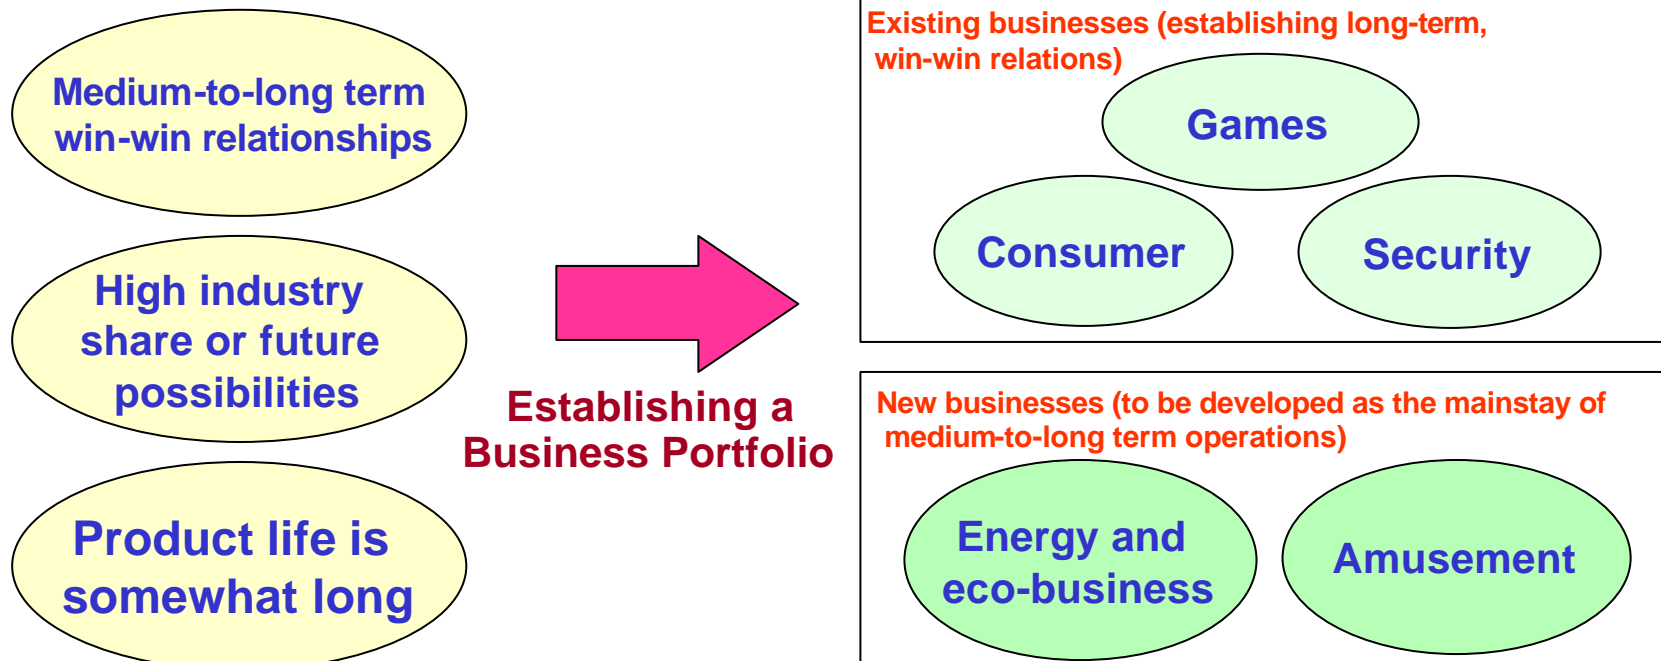 Medium-to-long term
win-win relationships
High industry
share or future
possibilities
Product life is
somewhat long
Establishing a
Business Portfolio
Existing businesses (establishing long-term,
win-win relations)
Games
Consumer
Security
New businesses (to be developed as the mainstay of
medium-to-long term operations)
Energy and
eco-business
Amusement